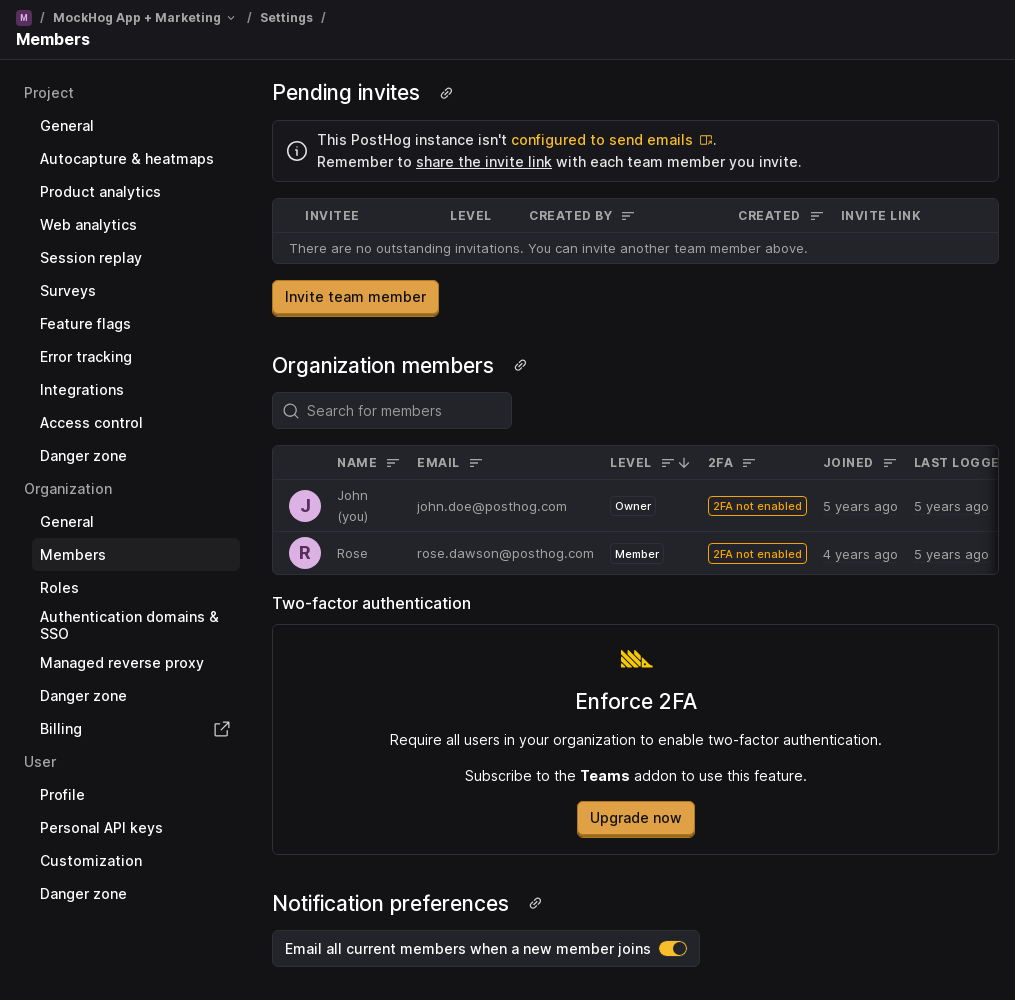 M / MockHog App + Marketing / Settings /
Members
Project
General
Autocapture & heatmaps
Product analytics
Web analytics
Session replay
Surveys
Feature flags
Error tracking
Integrations
Access control
Danger zone
Organization
General
Members
Roles
Authentication domains &
SSO
Managed reverse proxy
Danger zone
Billing
User
Profile
Personal API keys
Customization
Danger zone
Pending invites
This PostHog instance isn't configured to send emails .
Remember to share the invite link with each team member you invite.
INVITEE LEVEL CREATED BY CREATED INVITE LINK
There are no outstanding invitations. You can invite another team member above.
Invite team member
Organization members
Search for members
NAME EMAIL LEVEL 2FA JOINED LAST LOGGE
J John (you) john.doe@posthog.com Owner 2FA not enabled 5 years ago 5 years ago
R Rose rose.dawson@posthog.com Member 2FA not enabled 4 years ago 5 years ago
Two-factor authentication
Enforce 2FA
Require all users in your organization to enable two-factor authentication.
Subscribe to the Teams addon to use this feature.
Upgrade now
Notification preferences
Email all current members when a new member joins